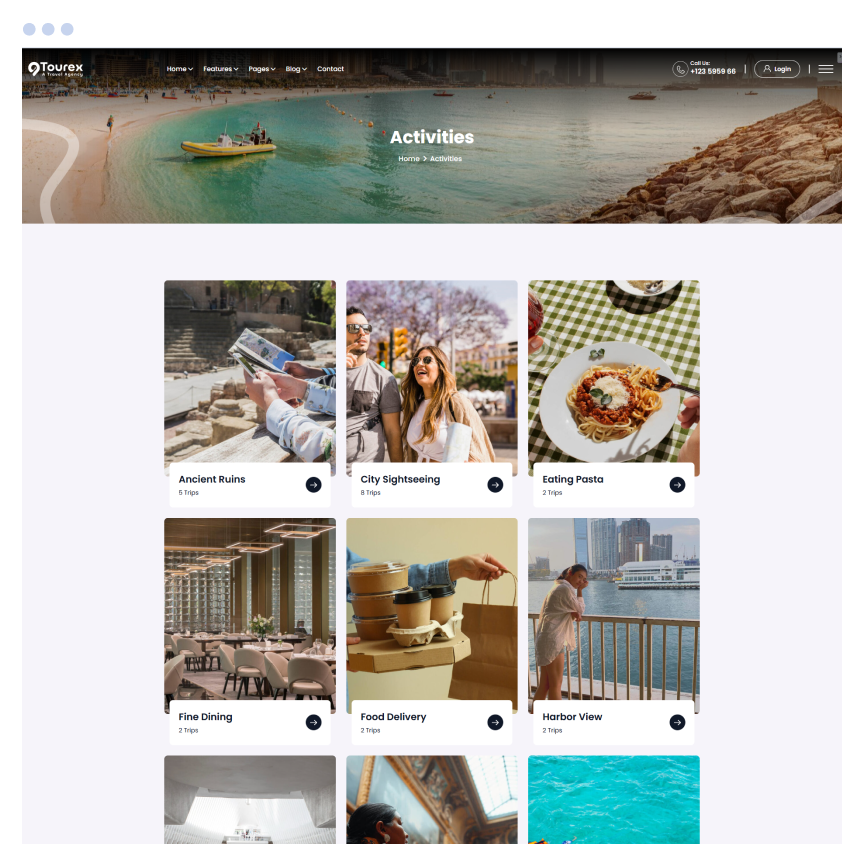 Tourex
A Travel Agency
Home Features Pages Blog Contact
Call Us:
+123 5959 66
Login
Activities
Home > Activities
Ancient Ruins
5 Trips
City Sightseeing
8 Trips
Eating Pasta
2 Trips
Fine Dining
2 Trips
Food Delivery
2 Trips
Harbor View
2 Trips